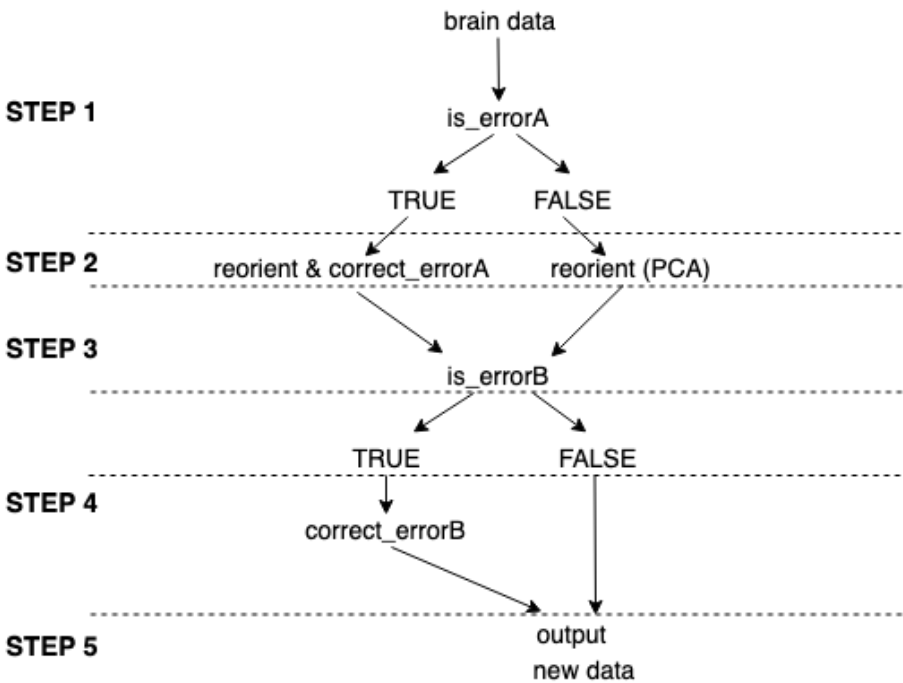 brain data
STEP 1
is_errorA
TRUE FALSE
STEP 2
reorient & correct_errorA reorient (PCA)
STEP 3
is_errorB
TRUE FALSE
STEP 4
correct_errorB
output
STEP 5
new data